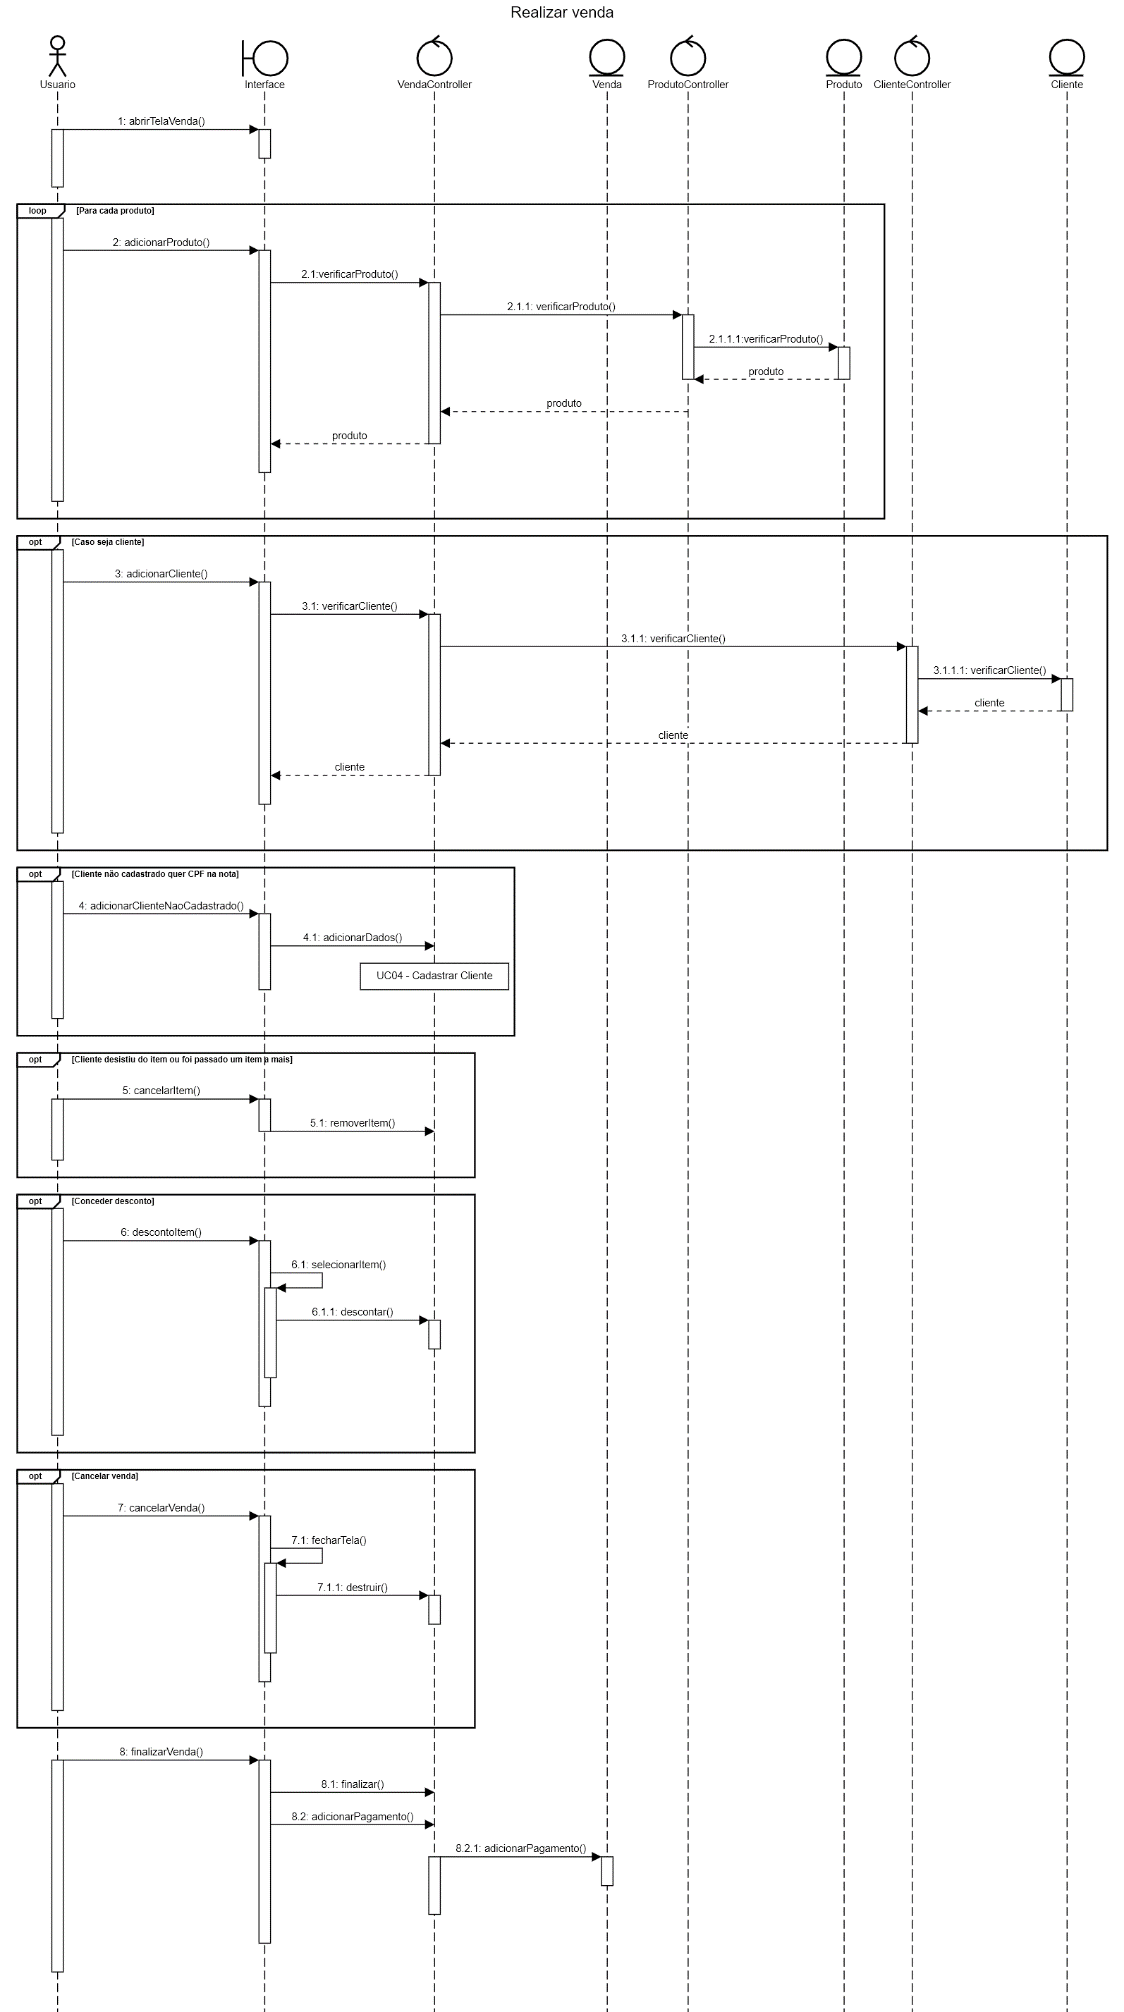 Realizar venda
Usuario
Interface
VendaController
Venda
ProdutoController
Produto
ClienteController
Cliente
1: abrirTelaVenda()
loop
[Para cada produto]
2: adicionarProduto()
2.1:verificarProduto()
2.1.1: verificarProduto()
2.1.1.1:verificarProduto()
produto
produto
produto
opt
[Caso seja cliente]
3: adicionarCliente()
3.1: verificarCliente()
3.1.1: verificarCliente()
3.1.1.1: verificarCliente()
cliente
cliente
cliente
opt
[Cliente não cadastrado quer CPF na nota]
4: adicionarClienteNaoCadastrado()
4.1: adicionarDados()
UC04 - Cadastrar Cliente
opt
[Cliente desistiu do item ou foi passado um item a mais]
5: cancelarItem()
5.1: removerItem()
opt
[Conceder desconto]
6: descontoItem()
6.1: selecionarItem()
6.1.1: descontar()
opt
[Cancelar venda]
7: cancelarVenda()
7.1: fecharTela()
7.1.1: destruir()
8: finalizarVenda()
8.1: finalizar()
8.2: adicionarPagamento()
8.2.1: adicionarPagamento()